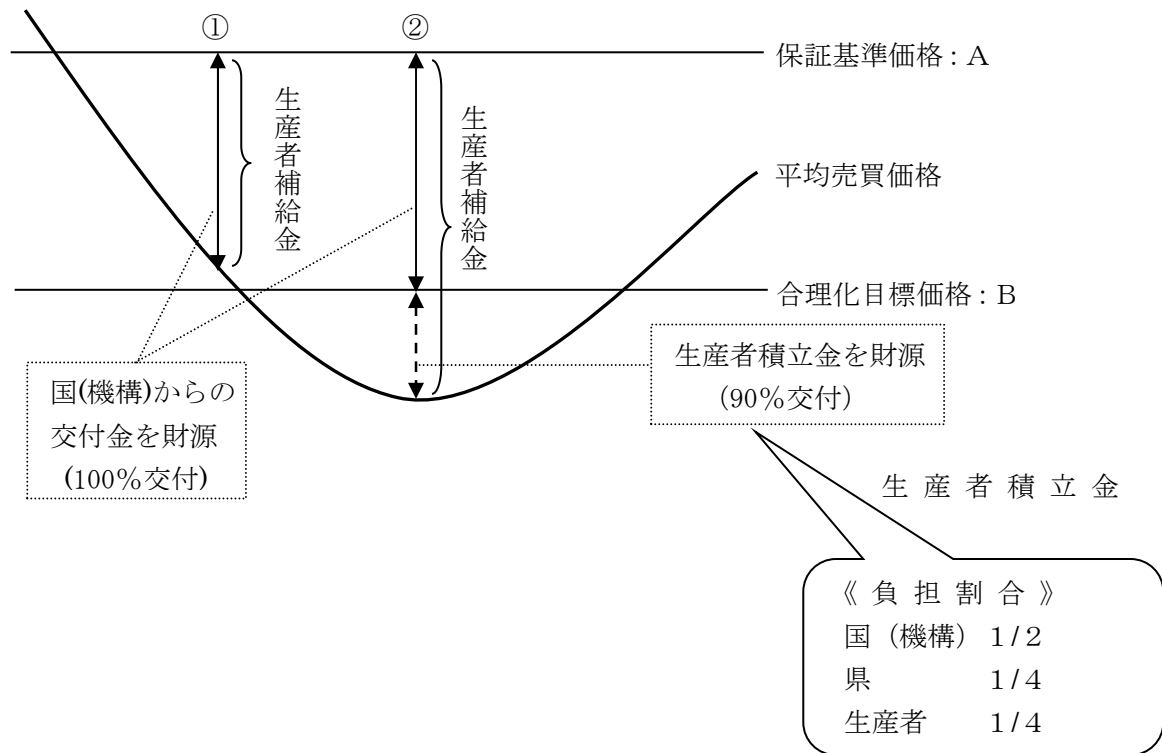 ①
②
保証基準価格：A
生産者補給金
生産者補給金
平均売買価格
合理化目標価格：B
国(機構)からの
交付金を財源
(100％交付)
生産者積立金を財源
（90％交付）
生産者積立金
《負担割合》
国（機構）１/２
県　　　　１/４
生産者　　１/４